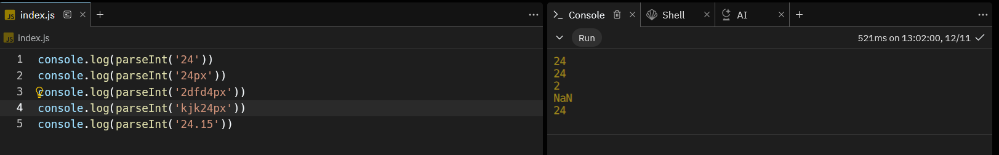 JS index.js
JS index.js
1 console.log(parseInt('24'))
2 console.log(parseInt('24px'))
3 console.log(parseInt('2dfd4px'))
4 console.log(parseInt('kjk24px'))
5 console.log(parseInt('24.15'))
Console Shell AI
Run 521ms on 13:02:00, 12/11
24
24
2
NaN
24